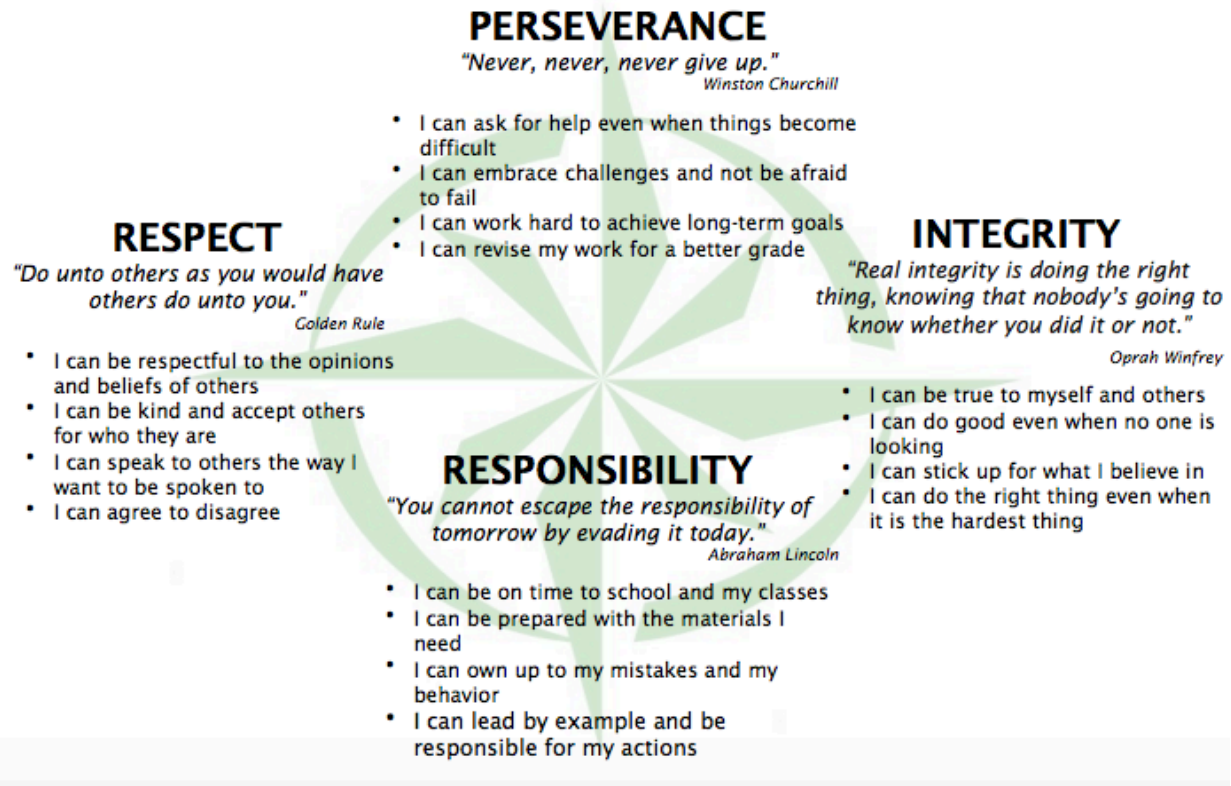 PERSEVERANCE
“Never, never, never give up."
Winston Churchill
• I can ask for help even when things become
difficult
• I can embrace challenges and not be afraid
to fail
• I can work hard to achieve long-term goals
• I can revise my work for a better grade
RESPECT
“Do unto others as you would have
others do unto you."
Golden Rule
• I can be respectful to the opinions
and beliefs of others
• I can be kind and accept others
for who they are
• I can speak to others the way I
want to be spoken to
• I can agree to disagree
INTEGRITY
“Real integrity is doing the right
thing, knowing that nobody’s going to
know whether you did it or not."
Oprah Winfrey
• I can be true to myself and others
• I can do good even when no one is
looking
• I can stick up for what I believe in
• I can do the right thing even when
it is the hardest thing
RESPONSIBILITY
“You cannot escape the responsibility of
tomorrow by evading it today."
Abraham Lincoln
• I can be on time to school and my classes
• I can be prepared with the materials I
need
• I can own up to my mistakes and my
behavior
• I can lead by example and be
responsible for my actions